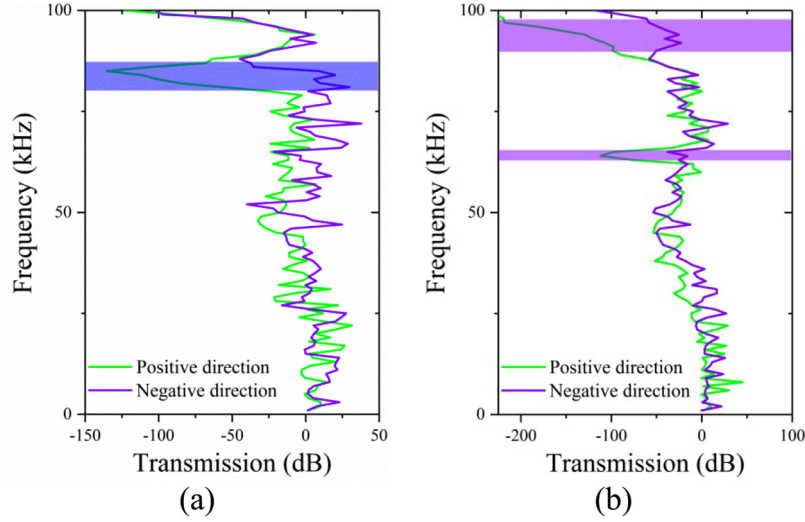 100
50
0
Frequency (kHz)
Positive direction
Negative direction
-150 -100 -50 0 50
Transmission (dB)
(a)
100
50
0
Frequency (kHz)
Positive direction
Negative direction
-200 -100 0 100
Transmission (dB)
(b)